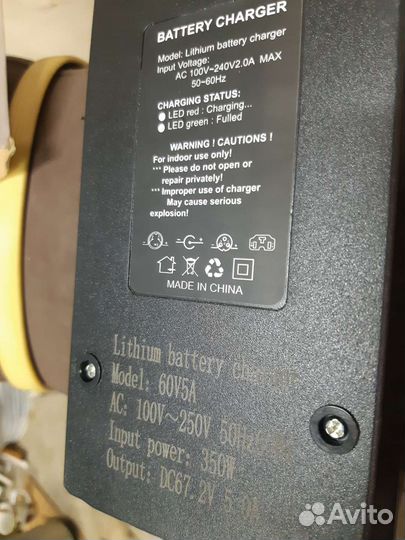 BATTERY CHARGER
Model: Lithium battery charger
Input Voltage:
AC 100V~240V2.0A MAX
50~60Hz
CHARGING STATUS:
LED red : Charging...
LED green : Fulled
WARNING ! CAUTIONS !
For indoor use only!
*** Please do not open or
repair privately!
*** Improper use of charger
May cause serious
explosion!
MADE IN CHINA
Lithium battery
Model: 60V5A
AC: 100V~250V
Input power: 350W
Output: DC67.2V 5.0A
Avito